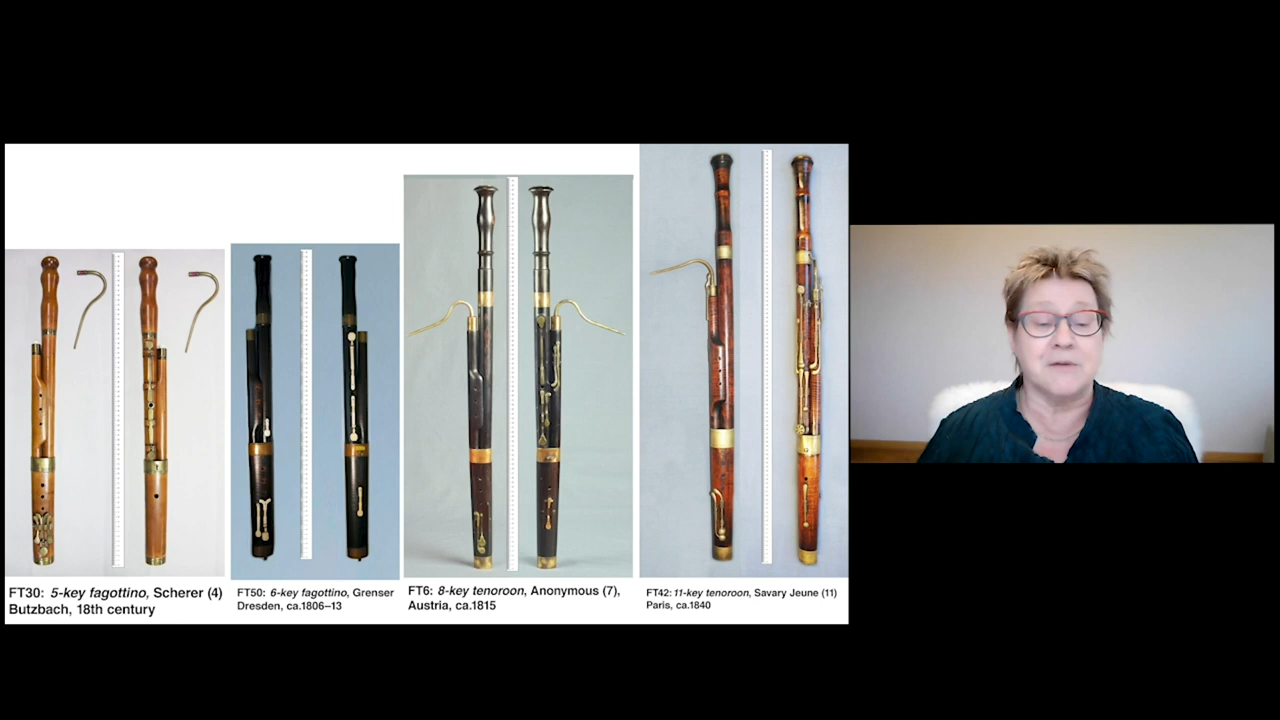 FT30: 5-key fagottino, Scherer (4)
Butzbach, 18th century
FT50: 6-key fagottino, Grenser
Dresden, ca.1806–13
FT6: 8-key tenoroon, Anonymous (7),
Austria, ca.1815
FT42: 11-key tenoroon, Savary Jeune (11)
Paris, ca.1840